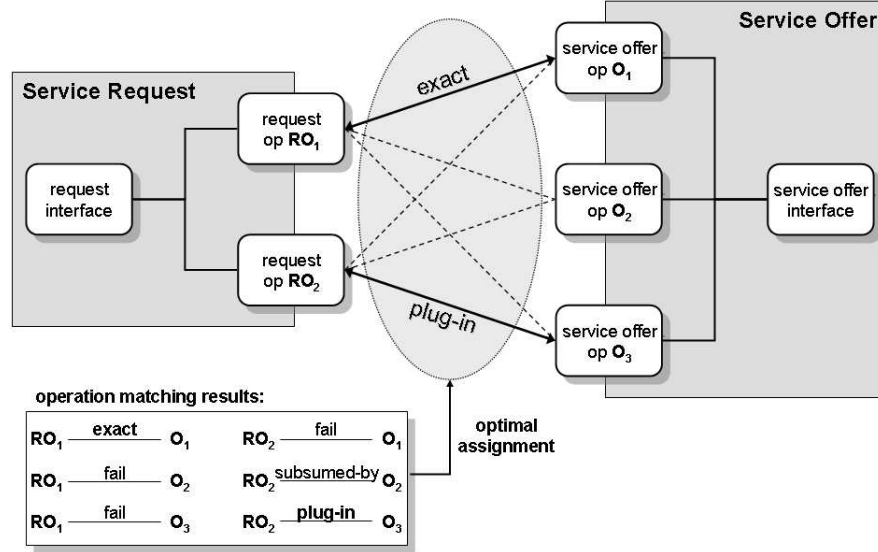 Service Offer
Service Request
service offer
op O₁
exact
request
op RO₁
request
interface
service offer
op O₂
service offer
interface
request
op RO₂
plug-in
service offer
op O₃
operation matching results:
optimal
assignment
RO₁ exact O₁
RO₂ fail O₁
RO₁ fail O₂
RO₂ subsumed-by O₂
RO₁ fail O₃
RO₂ plug-in O₃